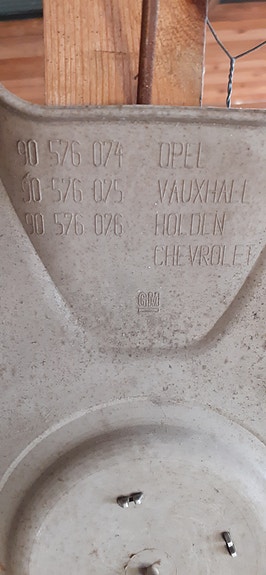 90 576 074 OPEL
90 576 075 VAUXHALL
90 576 076 HOLDEN
CHEVROLET
GM